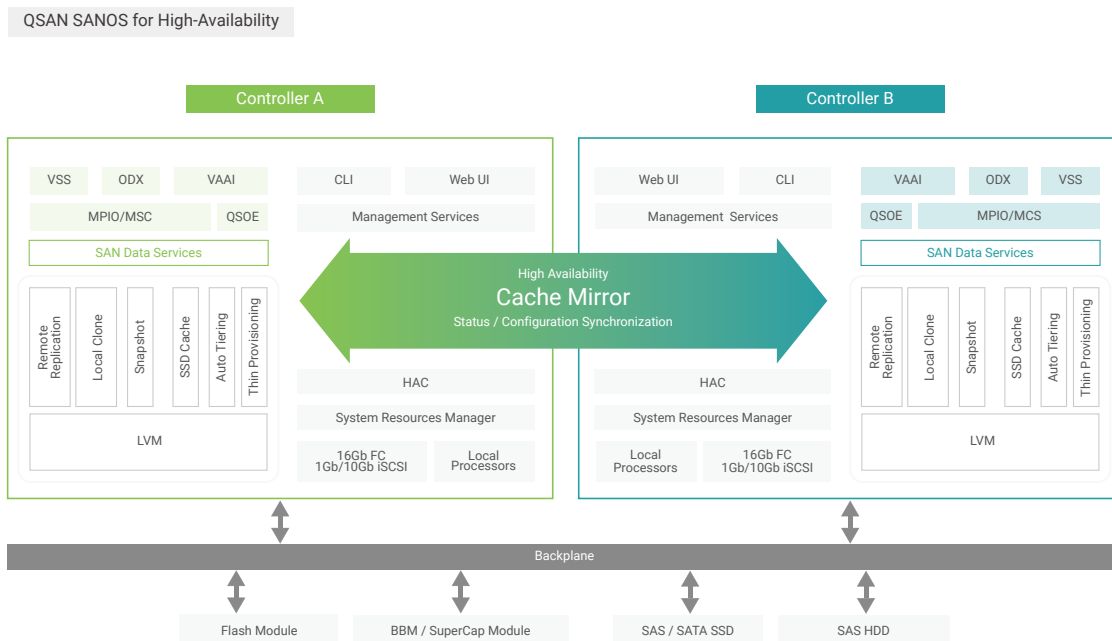 QSAN SANOS for High-Availability
Controller A
Controller B
VSS
ODX
VAAI
MPIO/MSC
QSOE
SAN Data Services
Remote
Replication
Local Clone
Snapshot
SSD Cache
Auto Tiering
Thin Provisioning
LVM
CLI
Web UI
Management Services
High Availability
Cache Mirror
Status / Configuration Synchronization
HAC
System Resources Manager
16Gb FC
1Gb/10Gb iSCSI
Local
Processors
Web UI
CLI
Management Services
HAC
System Resources Manager
Local
Processors
16Gb FC
1Gb/10Gb iSCSI
VAAI
ODX
VSS
QSOE
MPIO/MCS
SAN Data Services
Remote
Replication
Local Clone
Snapshot
SSD Cache
Auto Tiering
Thin Provisioning
LVM
Backplane
Flash Module
BBM / SuperCap Module
SAS / SATA SSD
SAS HDD